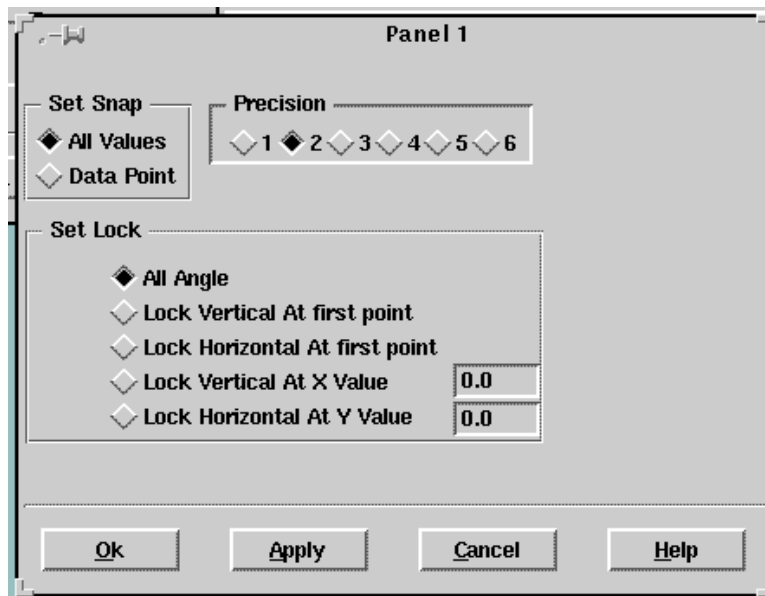 Panel 1
Set Snap
All Values
Data Point
Precision
1 2 3 4 5 6
Set Lock
All Angle
Lock Vertical At first point
Lock Horizontal At first point
Lock Vertical At X Value 0.0
Lock Horizontal At Y Value 0.0
Ok Apply Cancel Help